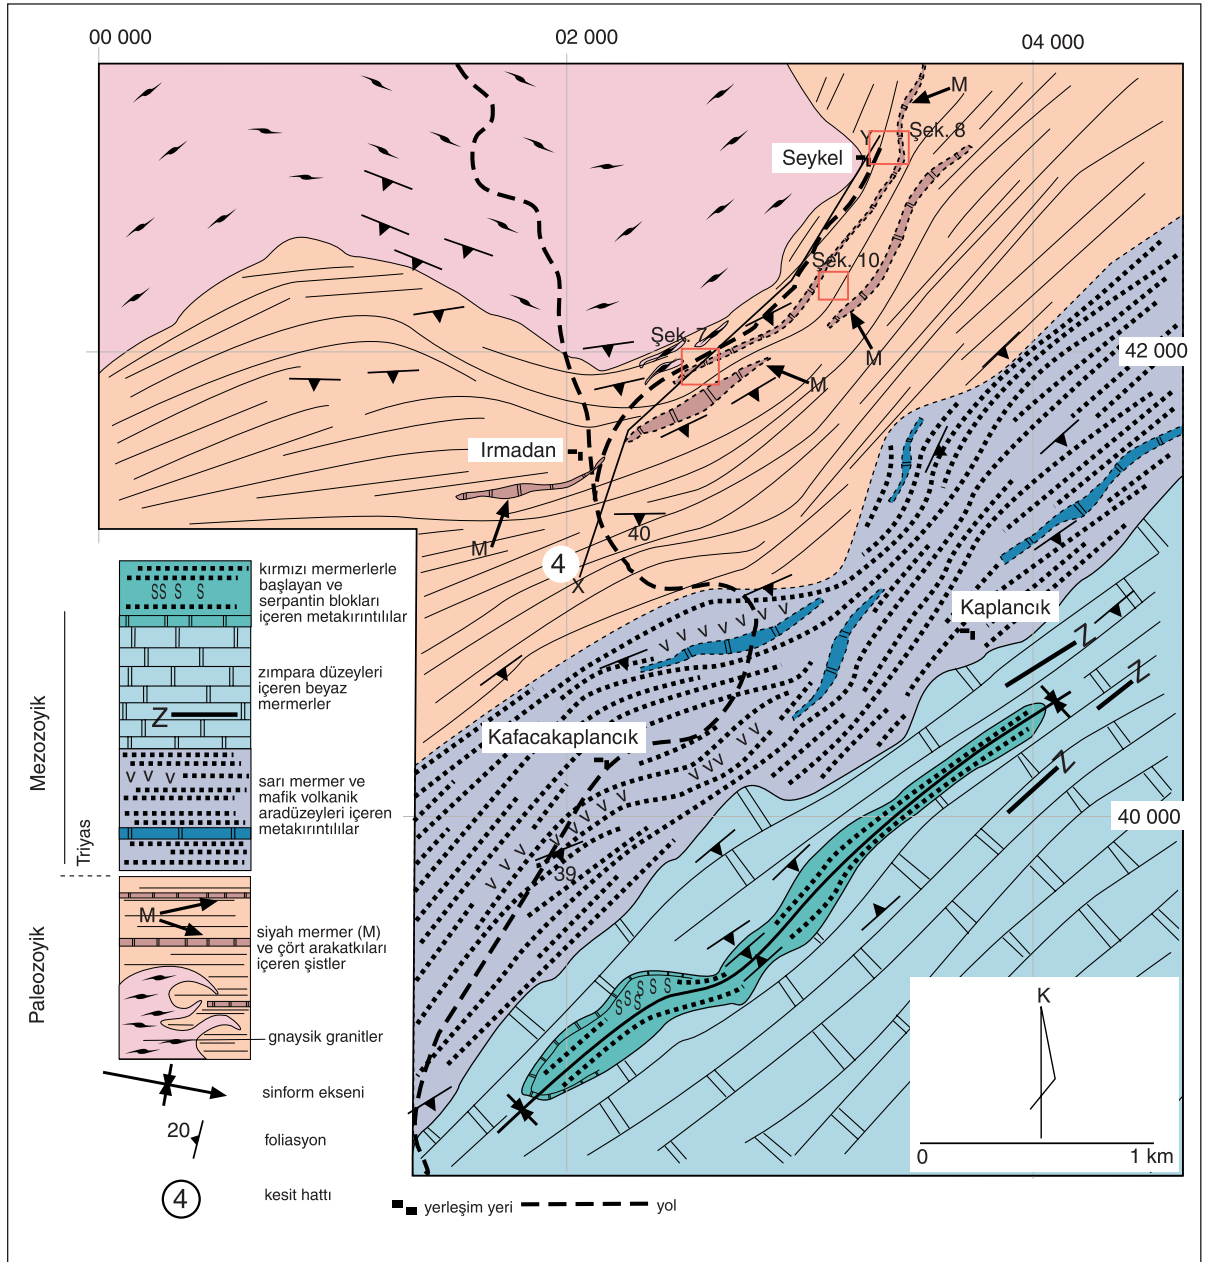 00 000
02 000
04 000
M
Y
Şek. 8
Seykel
Şek. 10
Şek. 7
42 000
M
M
Irmadan
40
M
4
X
Kaplancık
Z
Z
Z
V V V V V V V V
Kafacakaplancık
V V
V V V
V V
V V
V V
V V
39
40 000
S S S S
S S S
kırmızı mermerlerle
başlayan ve
serpantin blokları
içeren metakırıntılılar
SS S S
Mezozoyik
zımpara düzeyleri
içeren beyaz
mermerler
Z
V V V
sarı mermer ve
mafik volkanik
aradüzeyleri içeren
metakırıntılılar
Triyas
Paleozoyik
M
siyah mermer (M)
ve çört arakatkıları
içeren şistler
gnaysik granitler
sinform ekseni
20
foliasyon
4
kesit hattı
yerleşim yeri
yol
K
0
1 km